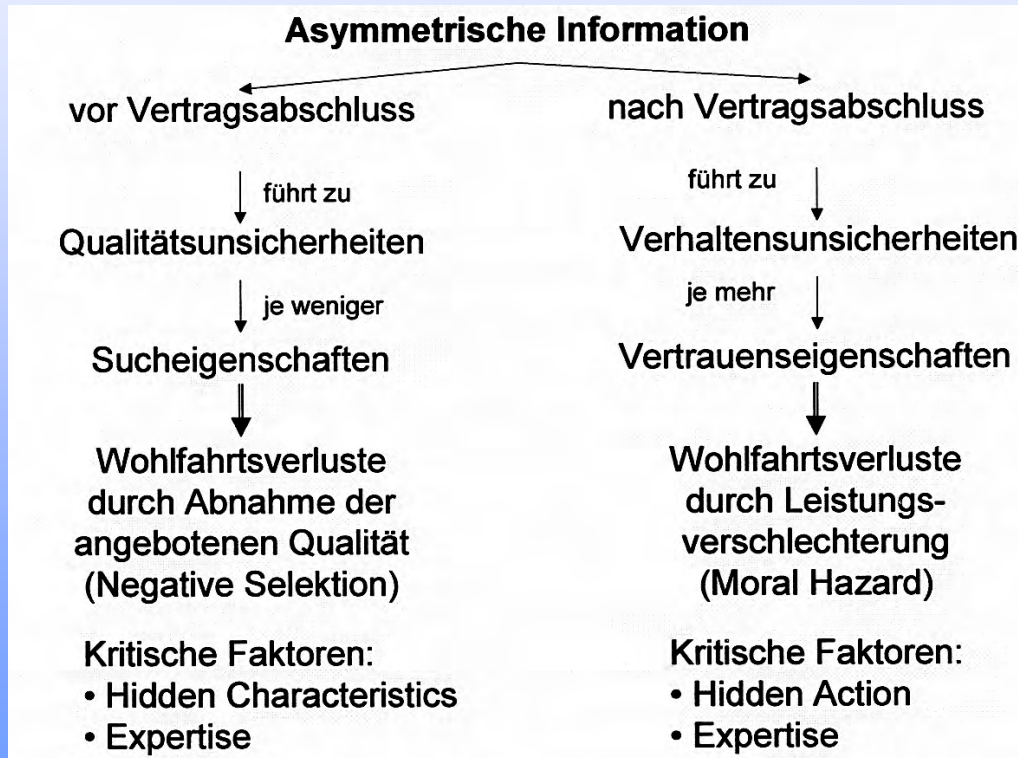 Asymmetrische Information
vor Vertragsabschluss
führt zu
Qualitätsunsicherheiten
je weniger
Sucheigenschaften
Wohlfahrtsverluste
durch Abnahme der
angebotenen Qualität
(Negative Selektion)
Kritische Faktoren:
• Hidden Characteristics
• Expertise
nach Vertragsabschluss
führt zu
Verhaltensunsicherheiten
je mehr
Vertrauenseigenschaften
Wohlfahrtsverluste
durch Leistungs-
verschlechterung
(Moral Hazard)
Kritische Faktoren:
• Hidden Action
• Expertise